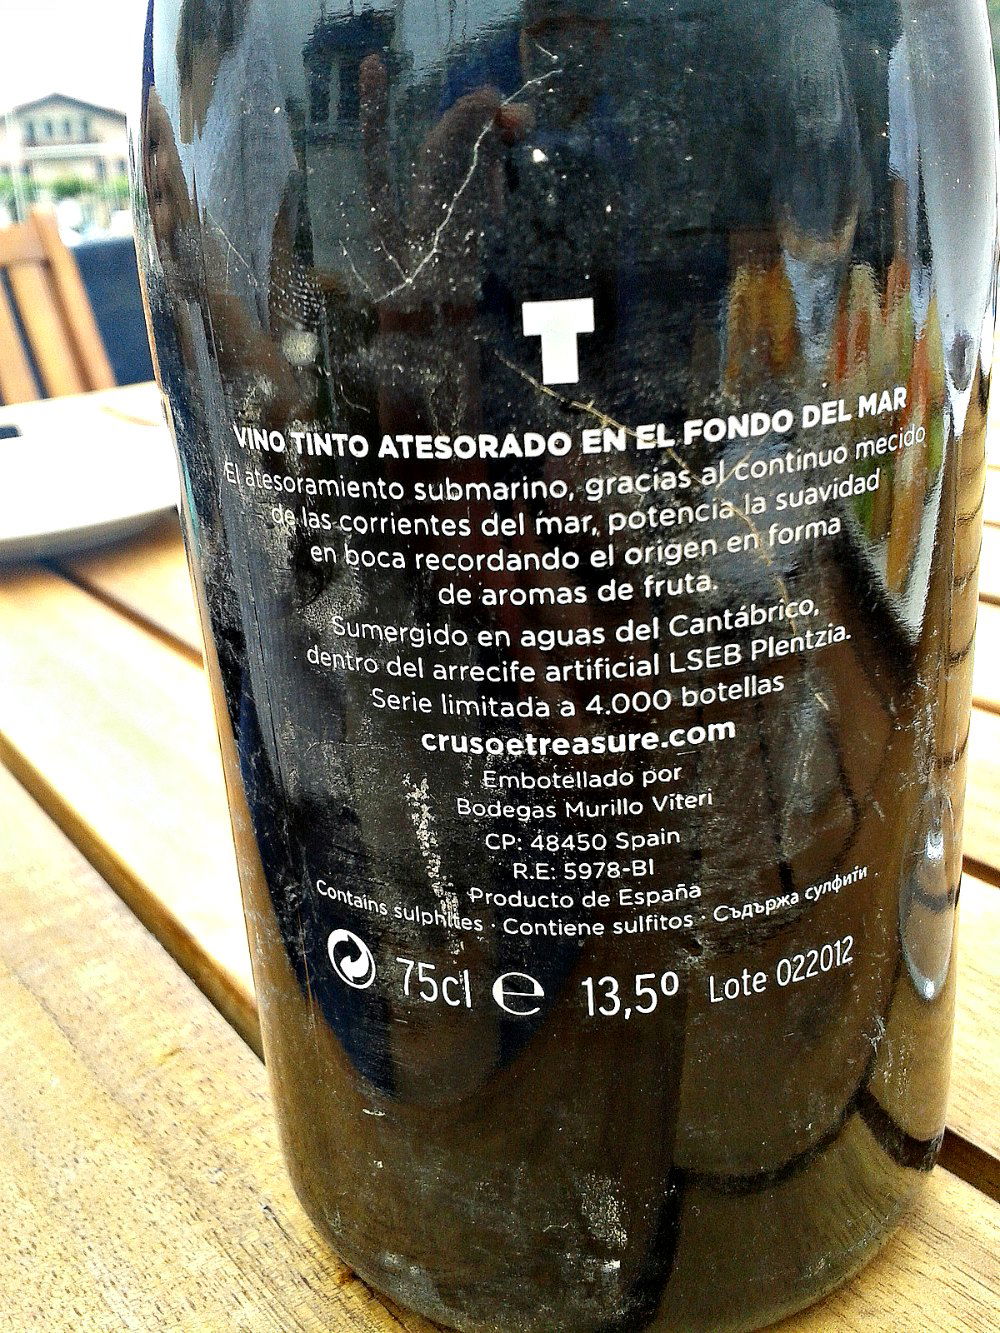 T
VINO TINTO ATESORADO EN EL FONDO DEL MAR
El atesoramiento submarino, gracias al continuo mecido
de las corrientes del mar, potencia la suavidad
en boca recordando el origen en forma
de aromas de fruta.
Sumergido en aguas del Cantábrico,
dentro del arrecife artificial LSEB Plentzia.
Serie limitada a 4.000 botellas
crusoetreasure.com
Embotellado por
Bodegas Murillo Viteri
CP: 48450 Spain
R.E: 5978-BI
Producto de España
Contains sulphites · Contiene sulfitos · Съдържа сулфити
75cl e 13,5º Lote 022012